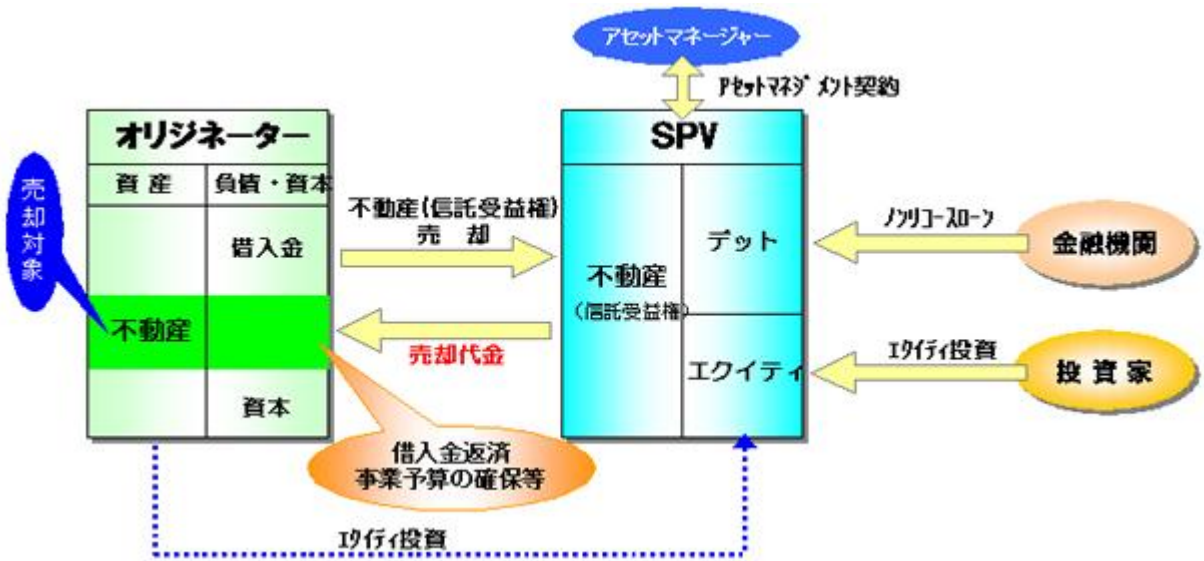 アセットマネージャー
ｱｾｯﾄﾏﾈｼﾞﾒﾝﾄ契約
オリジネーター
資 産
負債・資本
売却対象
借入金
不動産
資本
不動産(信託受益権)
売 却
売却代金
借入金返済
事業予算の確保等
SPV
不動産
(信託受益権)
デット
エクイティ
ﾉﾝﾘｺｰｽﾛｰﾝ
金融機関
ｴｸｲﾃｨ投資
投 資 家
ｴｸｲﾃｨ投資